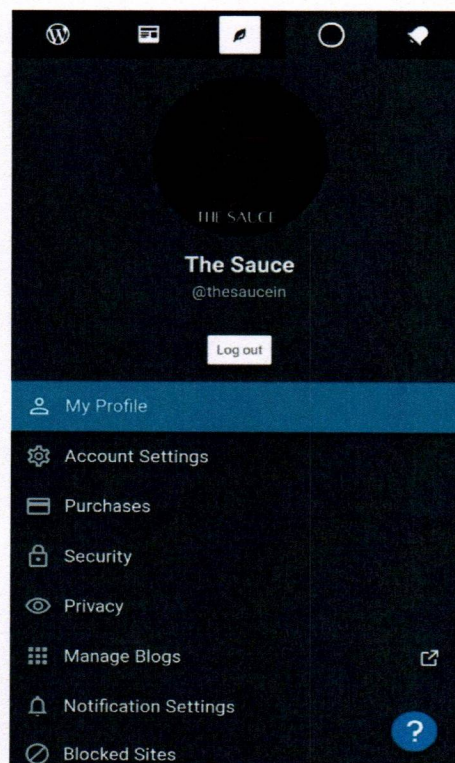 THE SAUCE
The Sauce
@thesaucein
Log out
My Profile
Account Settings
Purchases
Security
Privacy
Manage Blogs
Notification Settings
?
Blocked Sites